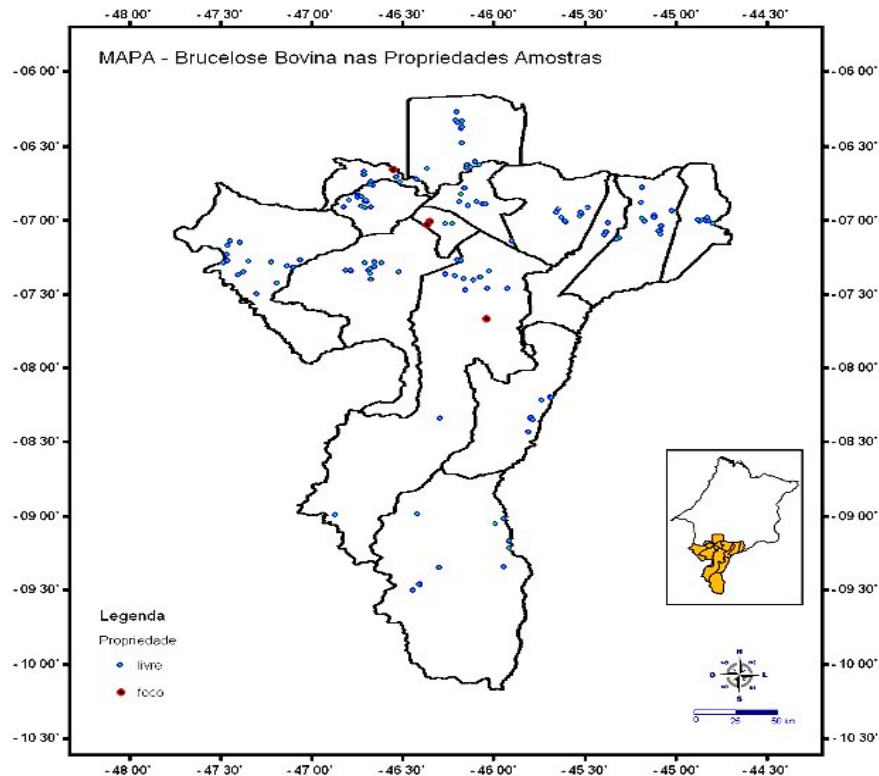 -48 00' -47 30' -47 00' -46 30' -46 00' -45 30' -45 00' -44 30'
MAPA - Brucelose Bovina nas Propriedades Amostras
-06 00' -06 00'
-06 30' -06 30'
-07 00' -07 00'
-07 30' -07 30'
-08 00' -08 00'
-08 30' -08 30'
-09 00' -09 00'
-09 30' -09 30'
Legenda
Propriedade
livre
foco
-10 00' -10 00'
N
NO NE
O L
SO SE
S
0 25 50 km
-10 30' -10 30'
-48 00' -47 30' -47 00' -46 30' -46 00' -45 30' -45 00' -44 30'